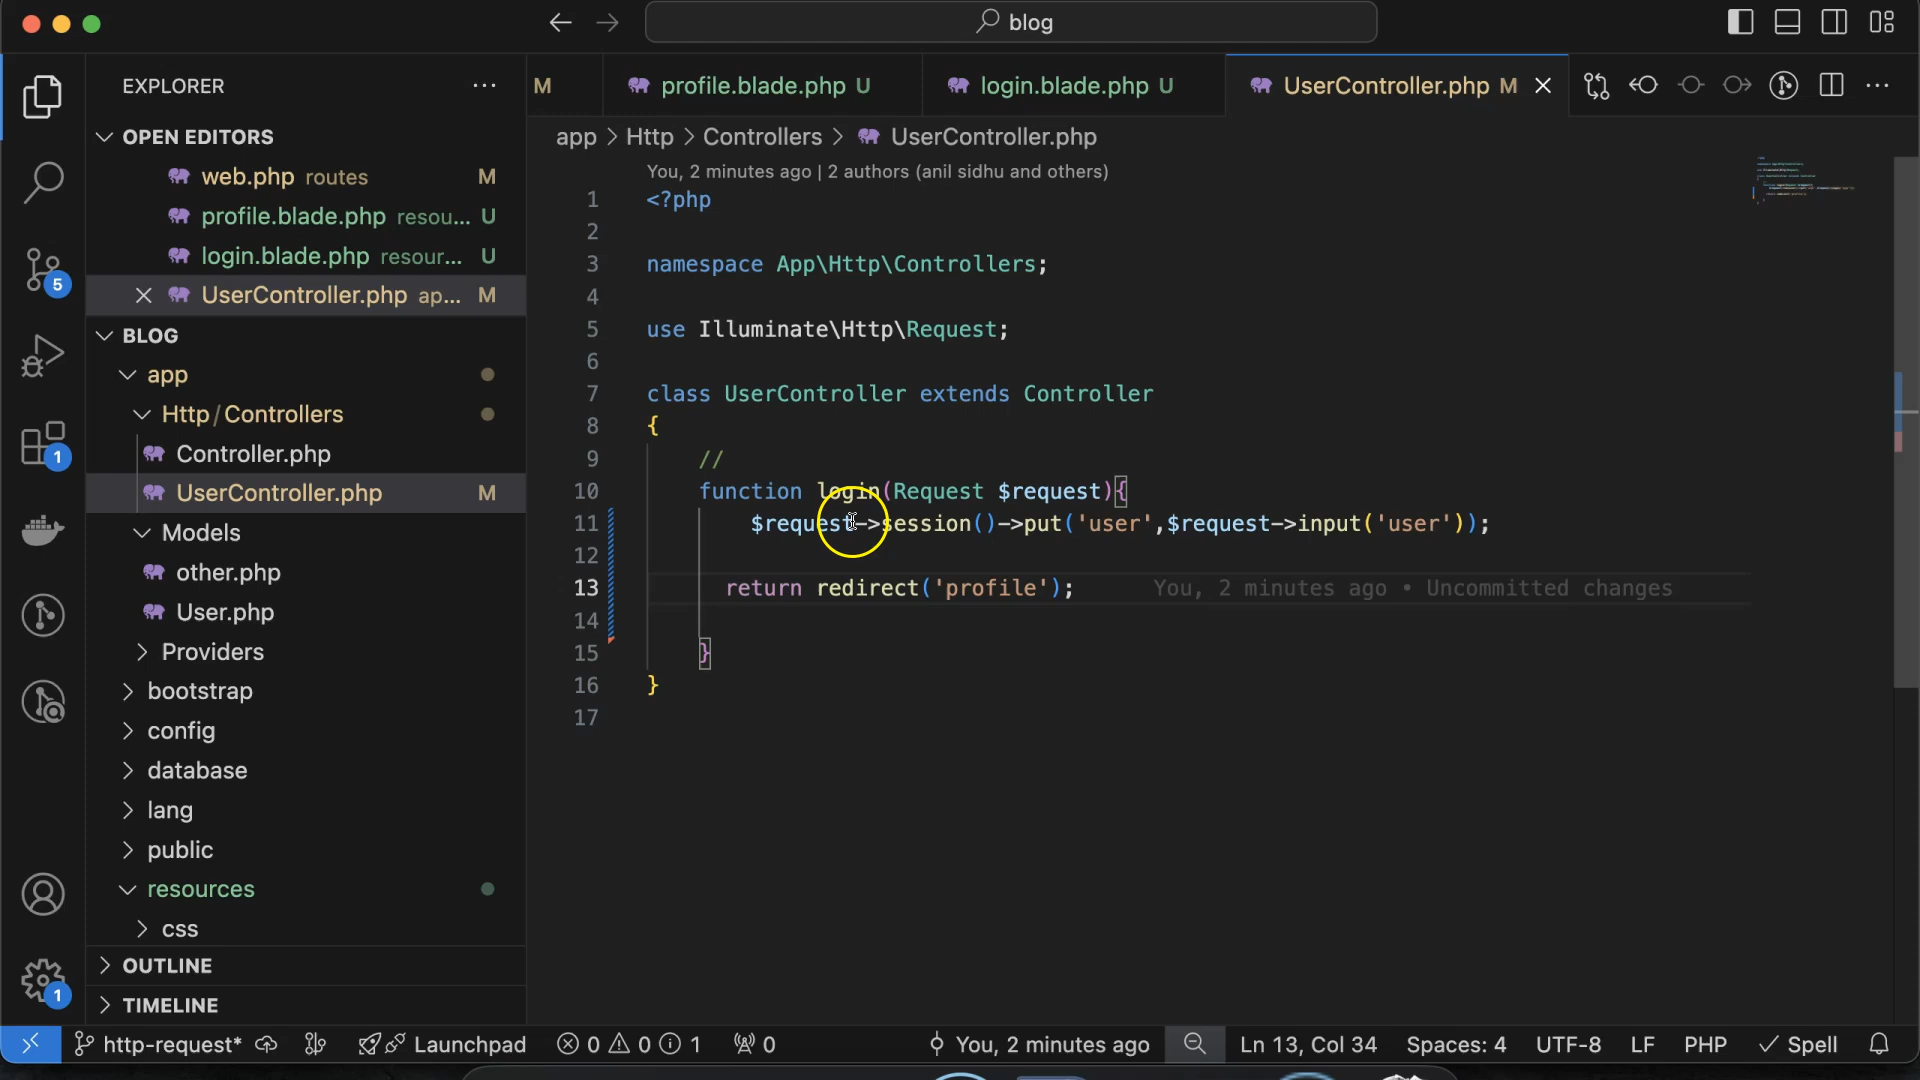 blog
EXPLORER
OPEN EDITORS
web.php routes M
profile.blade.php resou... U
login.blade.php resour... U
UserController.php ap... M
BLOG
app
Http / Controllers
Controller.php
UserController.php M
Models
other.php
User.php
Providers
bootstrap
config
database
lang
public
resources
css
OUTLINE
TIMELINE
5
1
1
M profile.blade.php U login.blade.php U UserController.php M
app > Http > Controllers > UserController.php
You, 2 minutes ago | 2 authors (anil sidhu and others)
1 <?php
2
3 namespace App\Http\Controllers;
4
5 use Illuminate\Http\Request;
6
7 class UserController extends Controller
8 {
9 //
10 function login(Request $request){
11 $request->session()->put('user',$request->input('user'));
12
13 return redirect('profile'); You, 2 minutes ago • Uncommitted changes
14
15 }
16 }
17
http-request* Launchpad 0 0 1 0 You, 2 minutes ago Ln 13, Col 34 Spaces: 4 UTF-8 LF PHP Spell